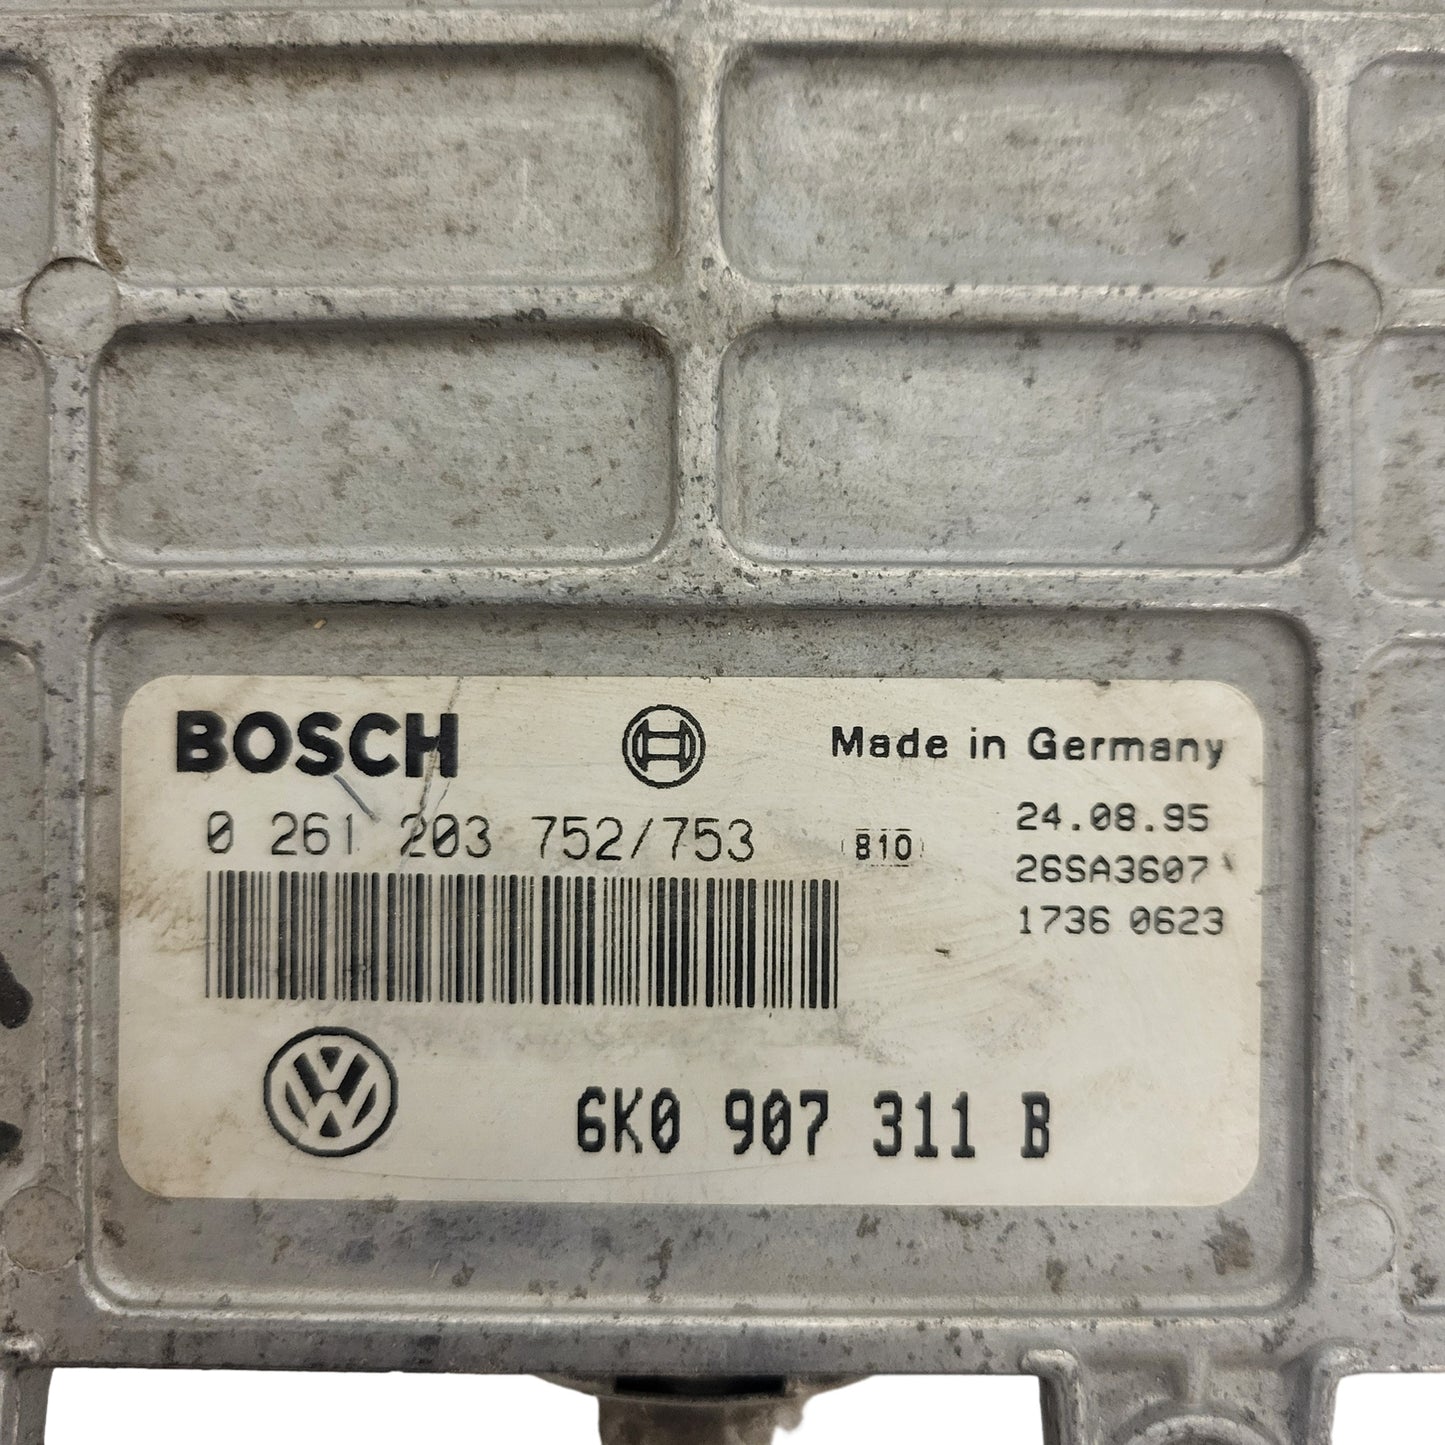 BOSCH Made in Germany
0 261 203 752/753 810 24.08.95
26SA3607
1736 0623
6K0 907 311 B